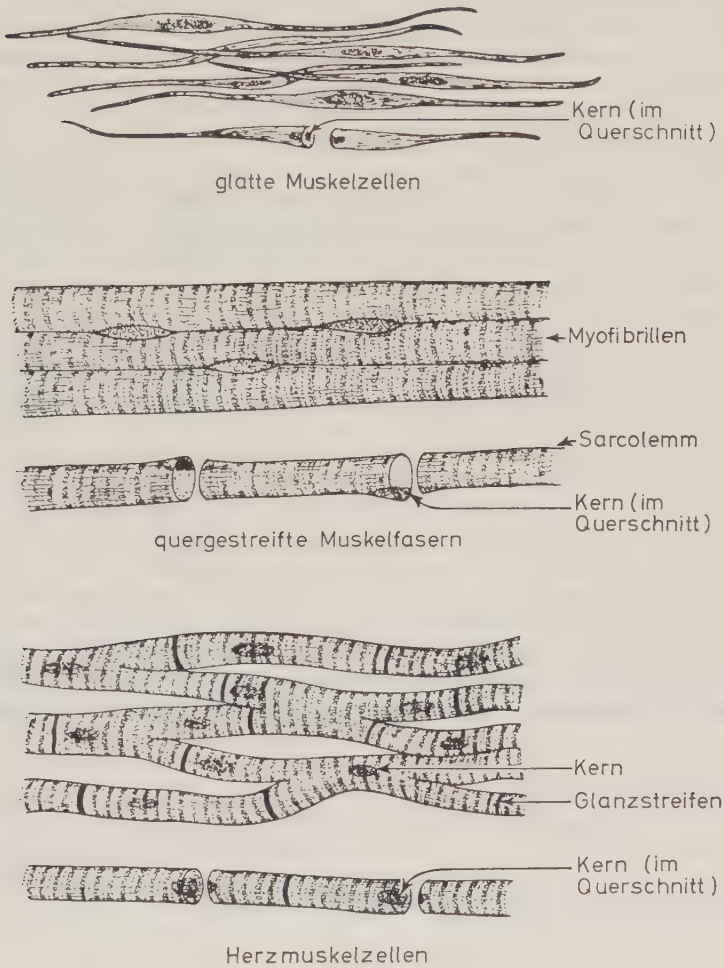 Kern (im
Querschnitt)
glatte Muskelzellen
Myofibrillen
Sarcolemm
Kern (im
Querschnitt)
quergestreifte Muskelfasern
Kern
Glanzstreifen
Kern (im
Querschnitt)
Herzmuskelzellen